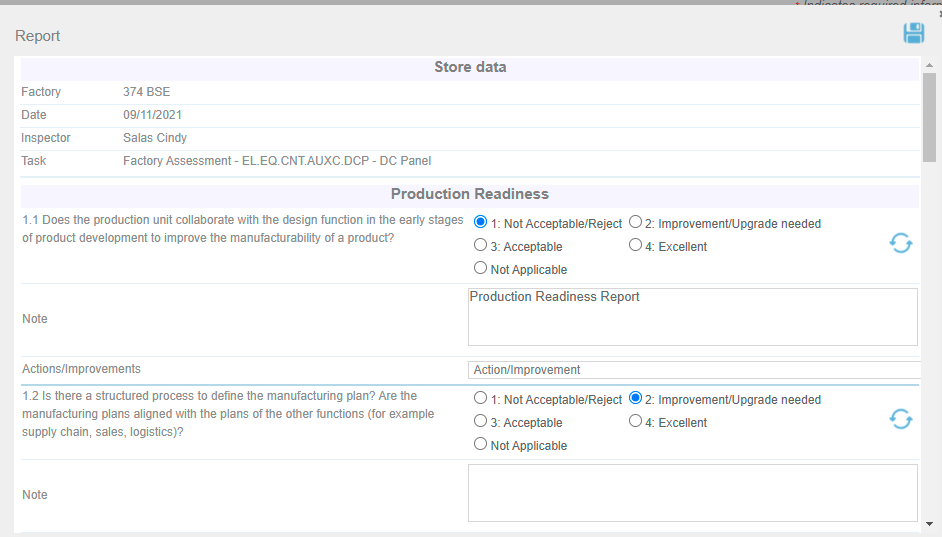 * Indicates required inform
Report
Store data
Factory 374 BSE
Date 09/11/2021
Inspector Salas Cindy
Task Factory Assessment - EL.EQ.CNT.AUXC.DCP - DC Panel
Production Readiness
1.1 Does the production unit collaborate with the design function in the early stages
of product development to improve the manufacturability of a product?
1: Not Acceptable/Reject 2: Improvement/Upgrade needed
3: Acceptable 4: Excellent
Not Applicable
Note Production Readiness Report
Actions/Improvements Action/Improvement
1.2 Is there a structured process to define the manufacturing plan? Are the
manufacturing plans aligned with the plans of the other functions (for example
supply chain, sales, logistics)?
1: Not Acceptable/Reject 2: Improvement/Upgrade needed
3: Acceptable 4: Excellent
Not Applicable
Note